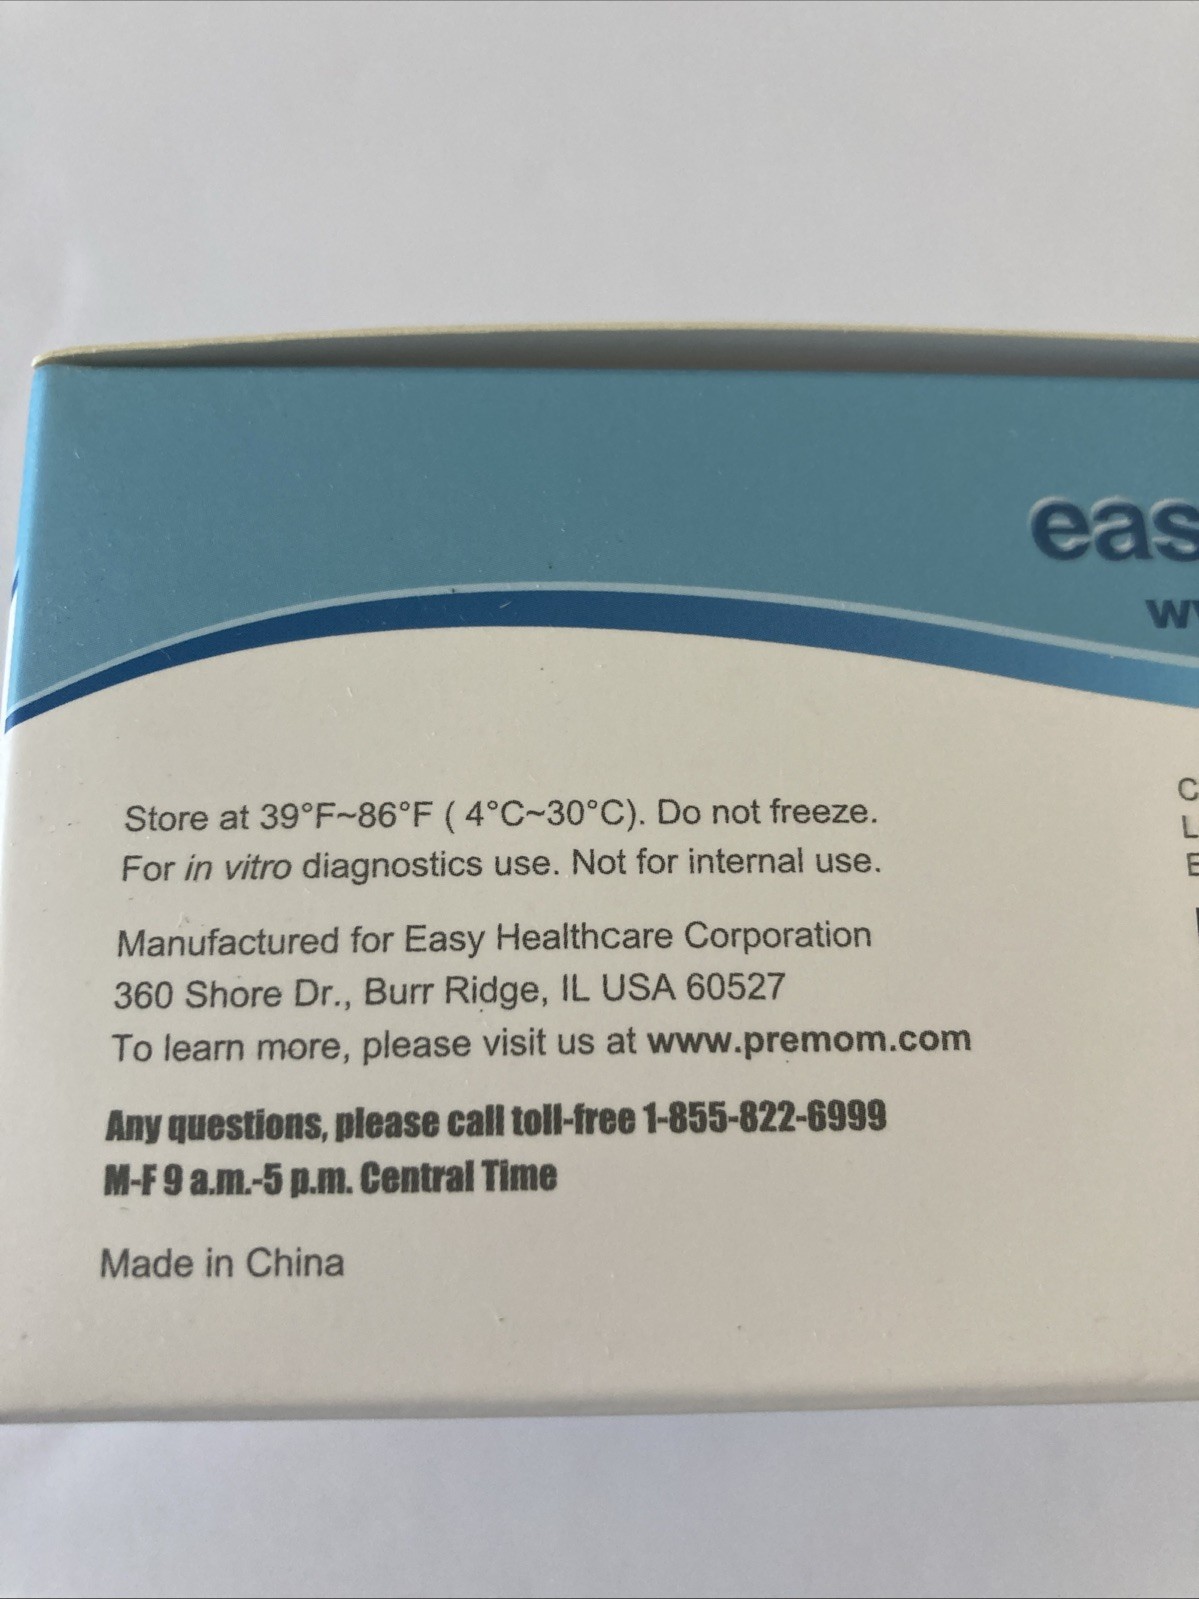 eas
Store at 39°F~86°F ( 4°C~30°C). Do not freeze.
For in vitro diagnostics use. Not for internal use.
Manufactured for Easy Healthcare Corporation
360 Shore Dr., Burr Ridge, IL USA 60527
To learn more, please visit us at www.premom.com
Any questions, please call toll-free 1-855-822-6999
M-F 9 a.m.-5 p.m. Central Time
Made in China